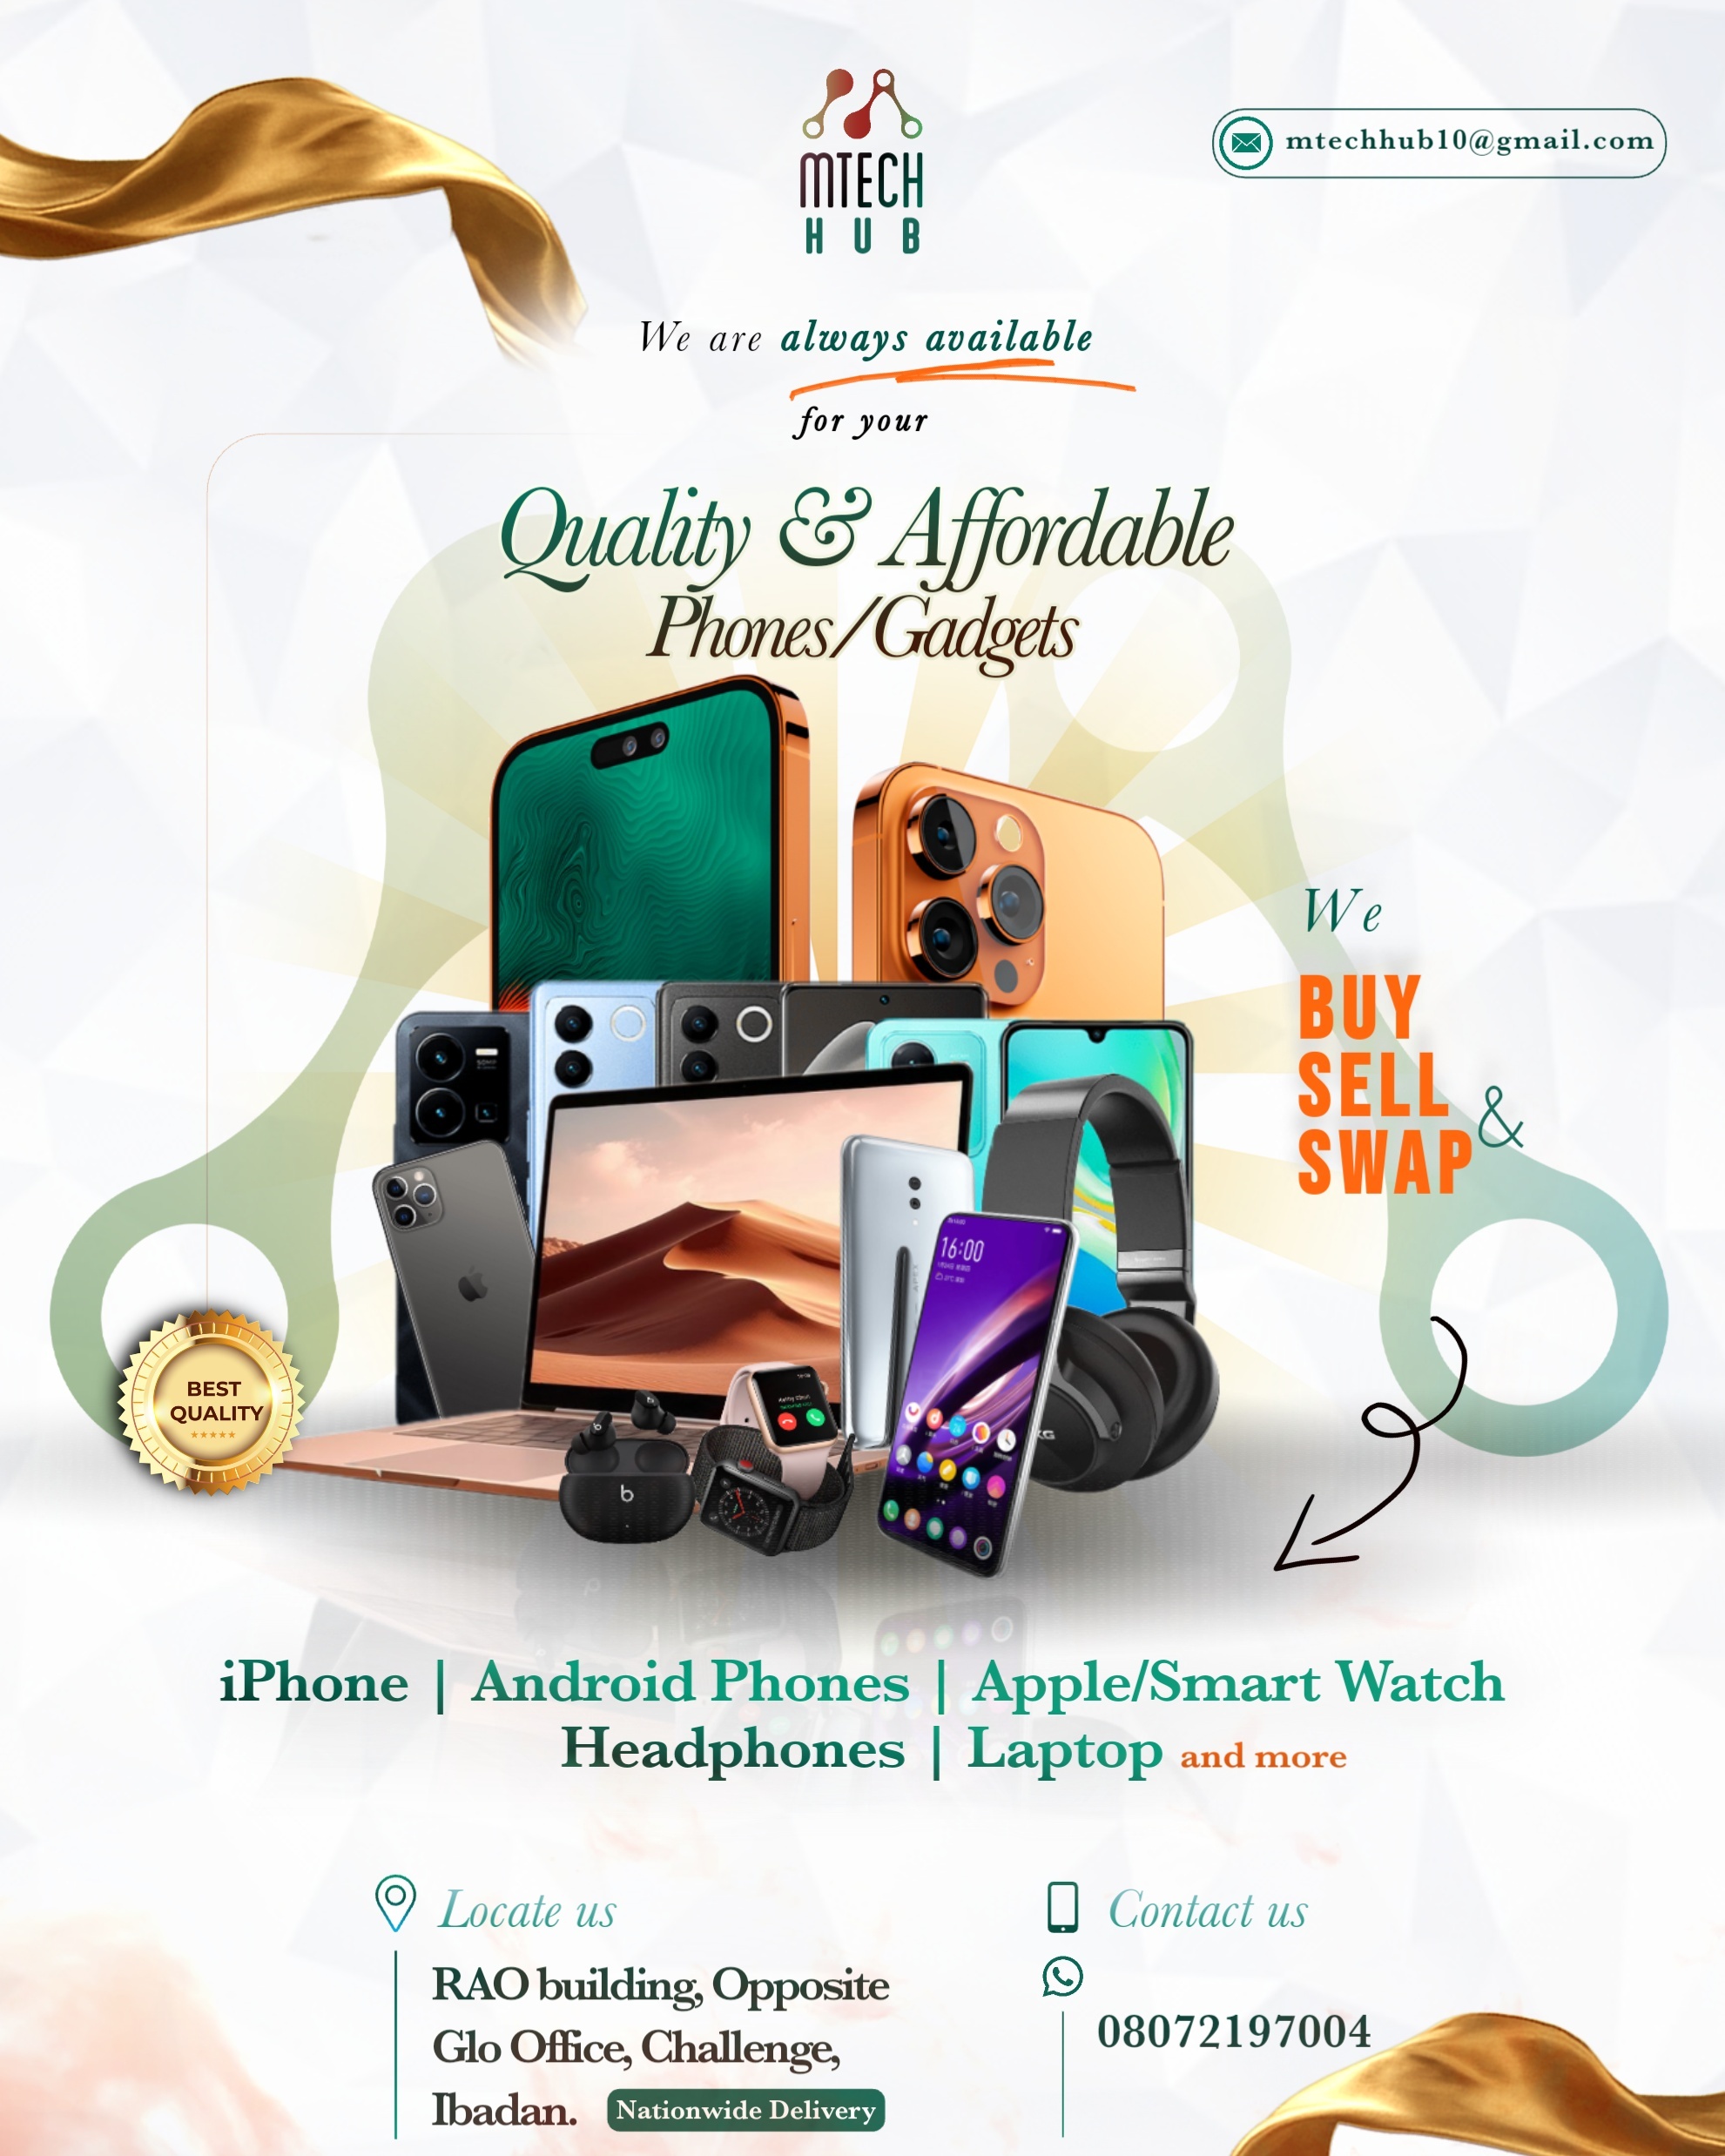 MTECH
HUB
mtechhub10@gmail.com
We are always available
for your
Quality & Affordable
Phones/Gadgets
We
BUY
SELL &
SWAP
16:00
BEST
QUALITY
b
iPhone | Android Phones | Apple/Smart Watch
Headphones | Laptop and more
Locate us
RAO building, Opposite
Glo Office, Challenge,
Ibadan. Nationwide Delivery
Contact us
08072197004